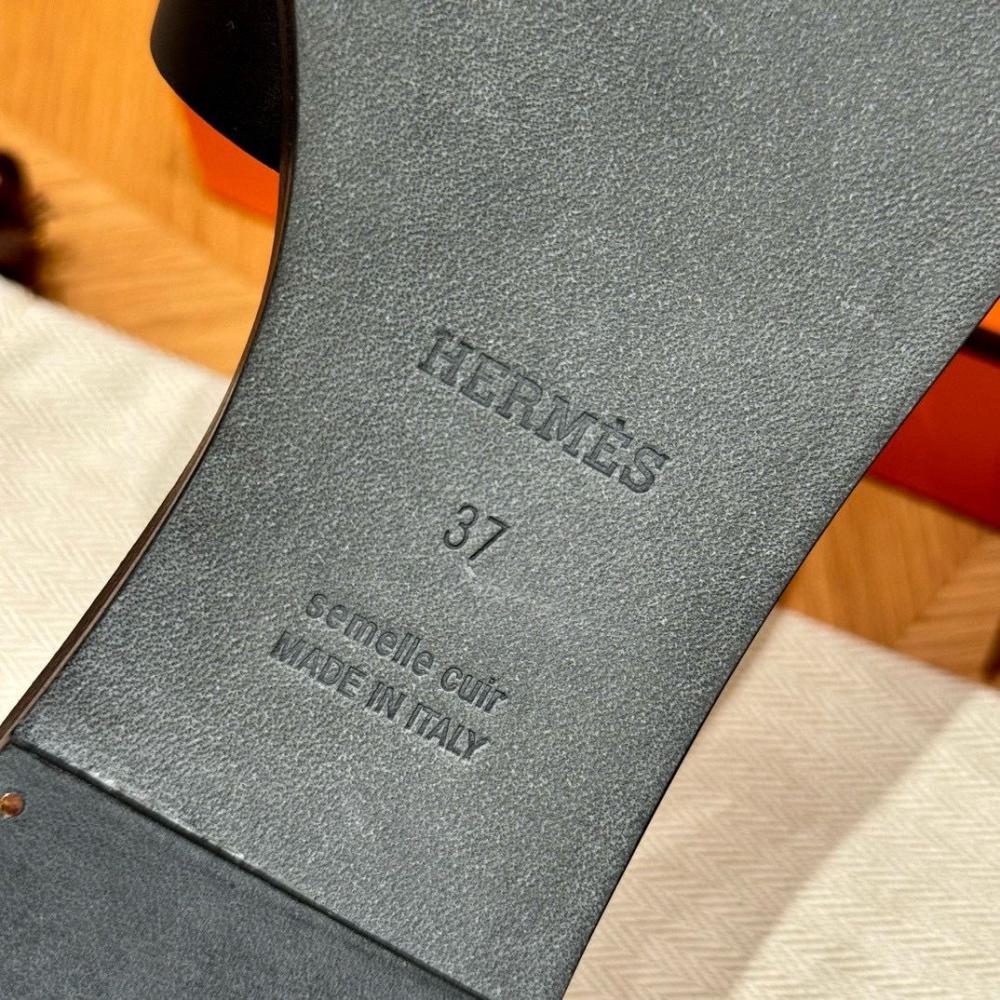 HERMÈS
37
semelle cuir
MADE IN ITALY